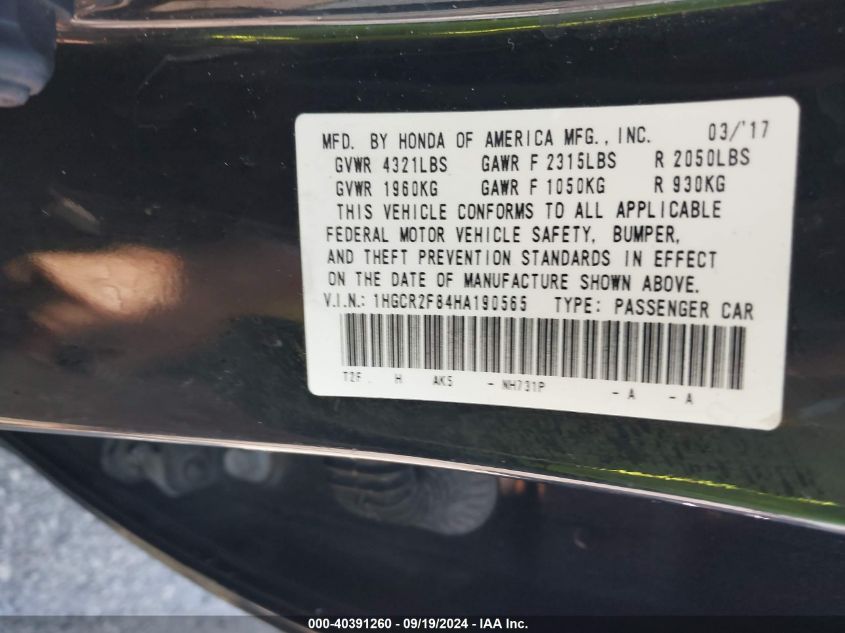 MFD. BY HONDA OF AMERICA MFG., INC. 03/'17
GVWR 4321LBS GAWR F 2315LBS R 2050LBS
GVWR 1960KG GAWR F 1050KG R 930KG
THIS VEHICLE CONFORMS TO ALL APPLICABLE
FEDERAL MOTOR VEHICLE SAFETY, BUMPER,
AND THEFT PREVENTION STANDARDS IN EFFECT
ON THE DATE OF MANUFACTURE SHOWN ABOVE.
V.I.N.: 1HGCR2F84HA190565 TYPE: PASSENGER CAR
T2F H AK5 - NH731P - A - A
000-40391260 - 09/19/2024 - IAA Inc.